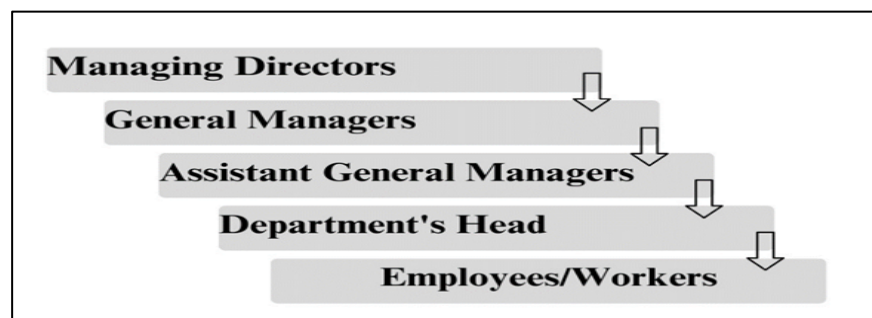 Managing Directors
General Managers
Assistant General Managers
Department's Head
Employees/Workers